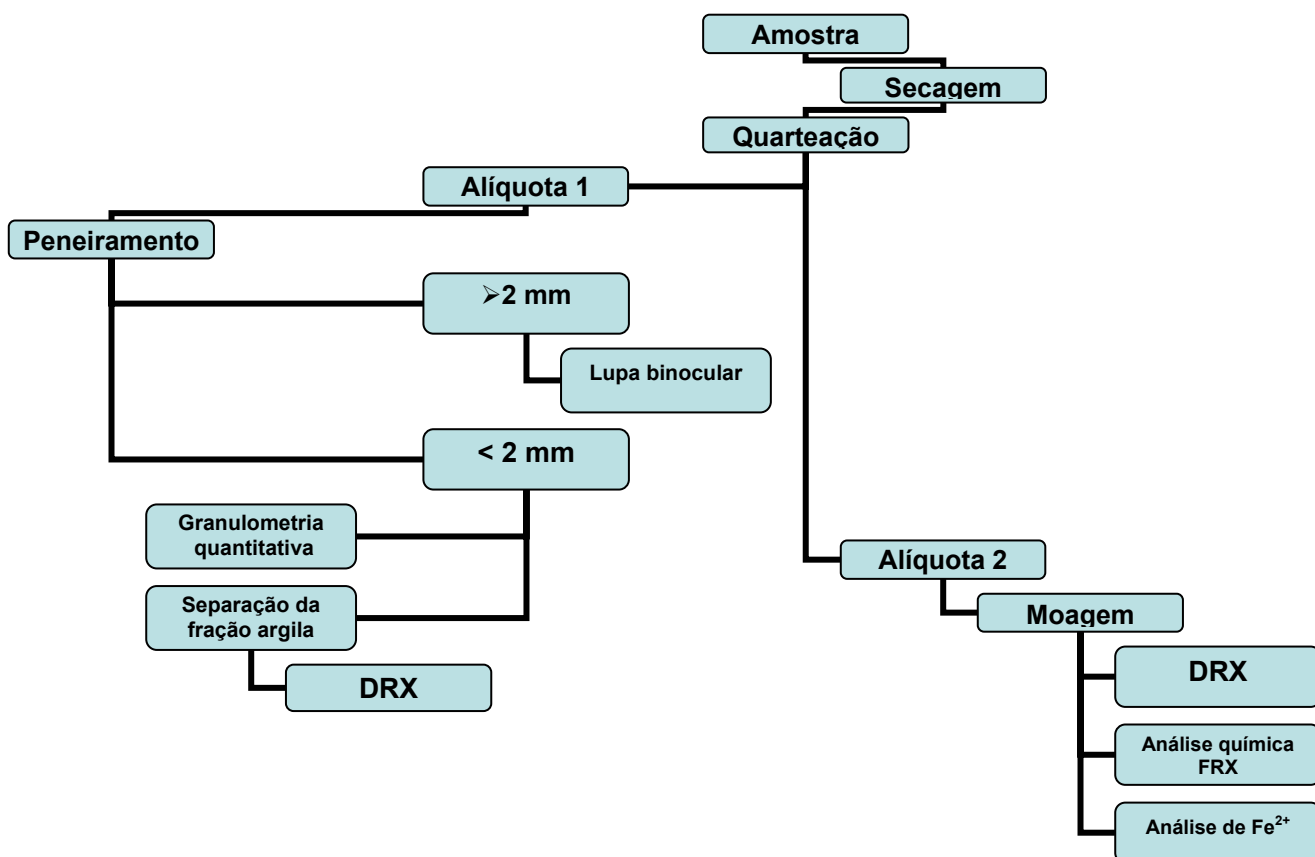 Amostra
Secagem
Quarteação
Alíquota 1
Peneiramento
➢2 mm
Lupa binocular
< 2 mm
Granulometria
quantitativa
Separação da
fração argila
DRX
Alíquota 2
Moagem
DRX
Análise química
FRX
Análise de Fe²⁺